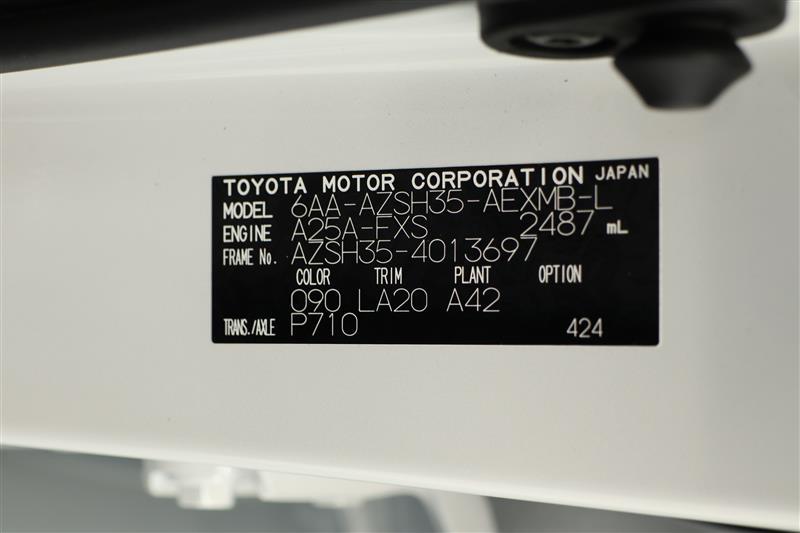 TOYOTA MOTOR CORPORATION JAPAN
MODEL 6AA-AZSH35-AEXMB-L
ENGINE A25A-FXS 2487 mL
FRAME No. AZSH35-4013697
COLOR TRIM PLANT OPTION
090 LA20 A42
TRANS./AXLE P710 424